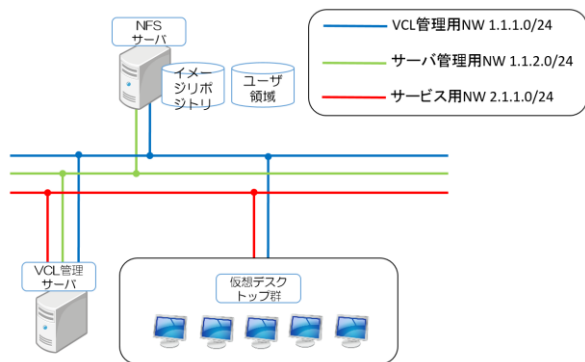 NFS
サーバ
イメー
ジリポ
ジトリ
ユーザ
領域
VCL管理用NW 1.1.1.0/24
サーバ管理用NW 1.1.2.0/24
サービス用NW 2.1.1.0/24
VCL管理
サーバ
仮想デスク
トップ群